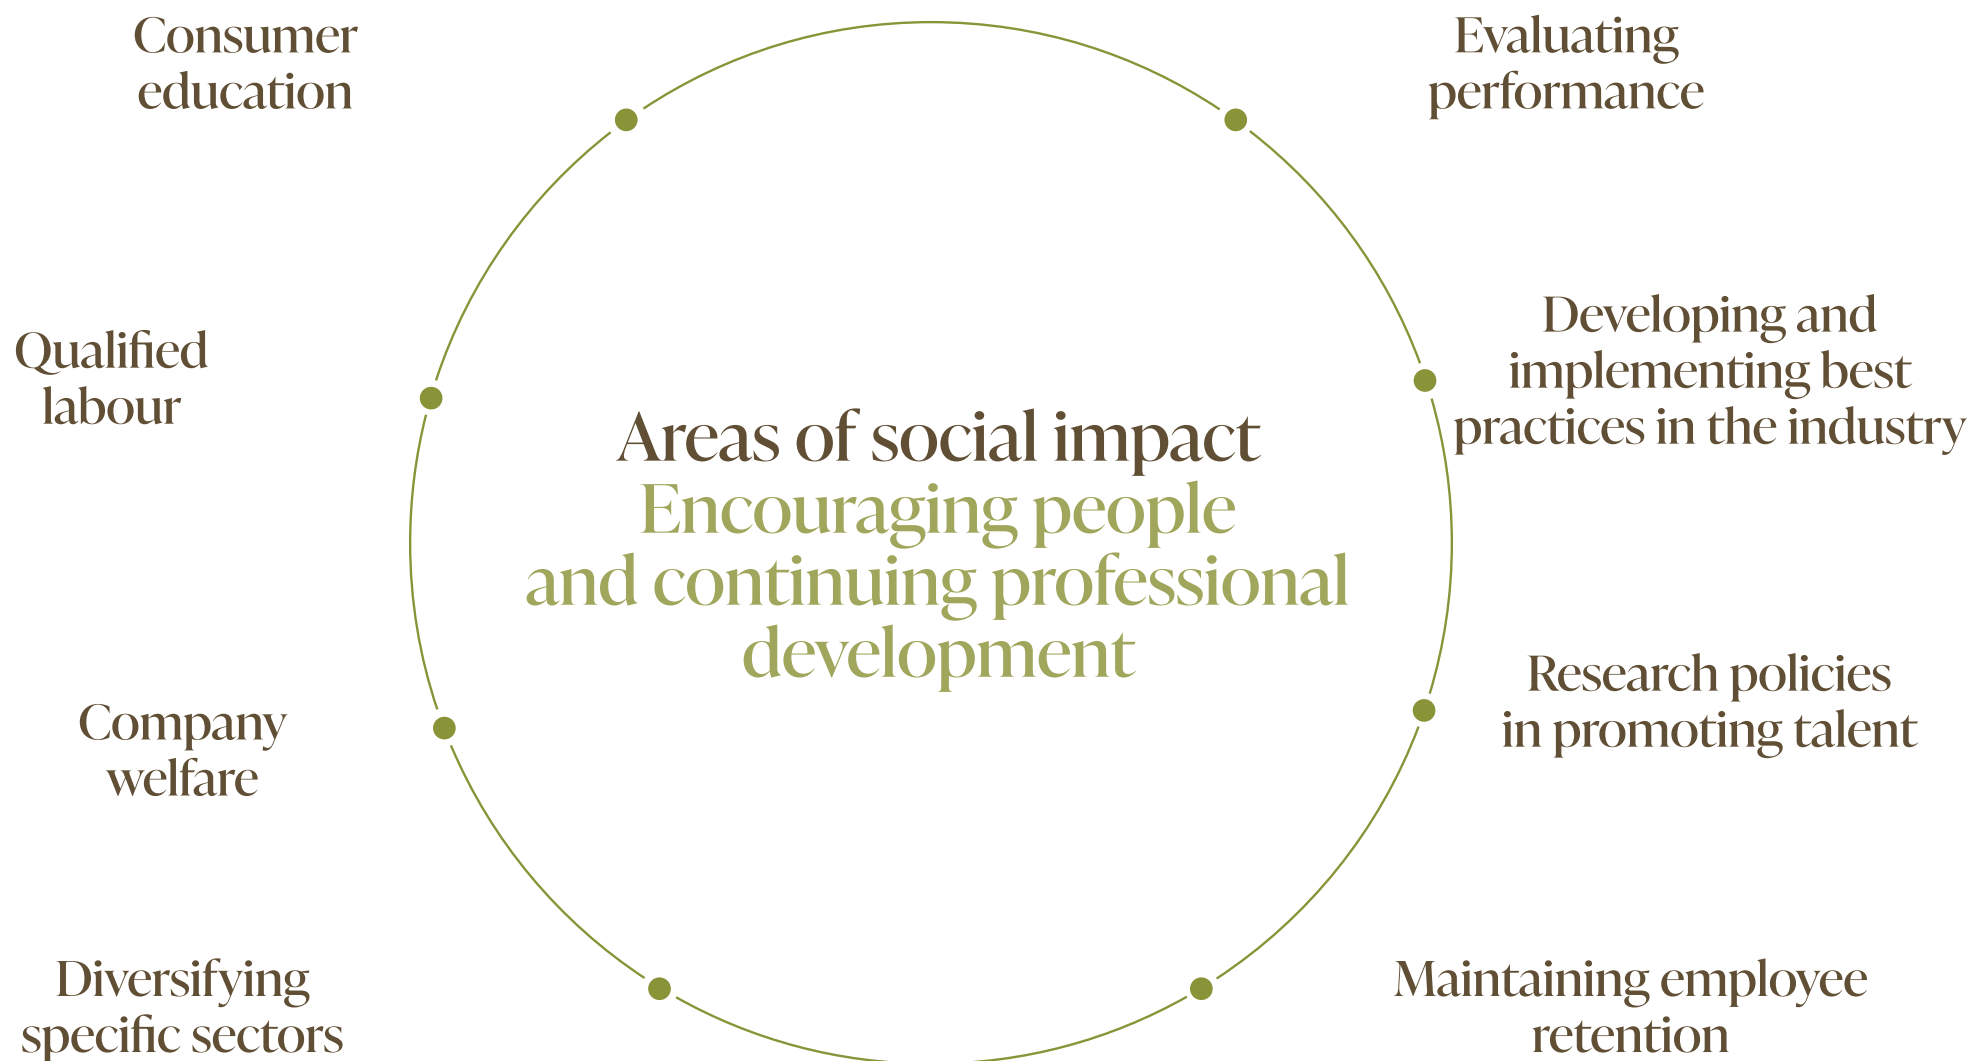 Consumer
education
Evaluating
performance
Qualified
labour
Developing and
implementing best
practices in the industry
Areas of social impact
Encouraging people
and continuing professional
development
Company
welfare
Research policies
in promoting talent
Diversifying
specific sectors
Maintaining employee
retention